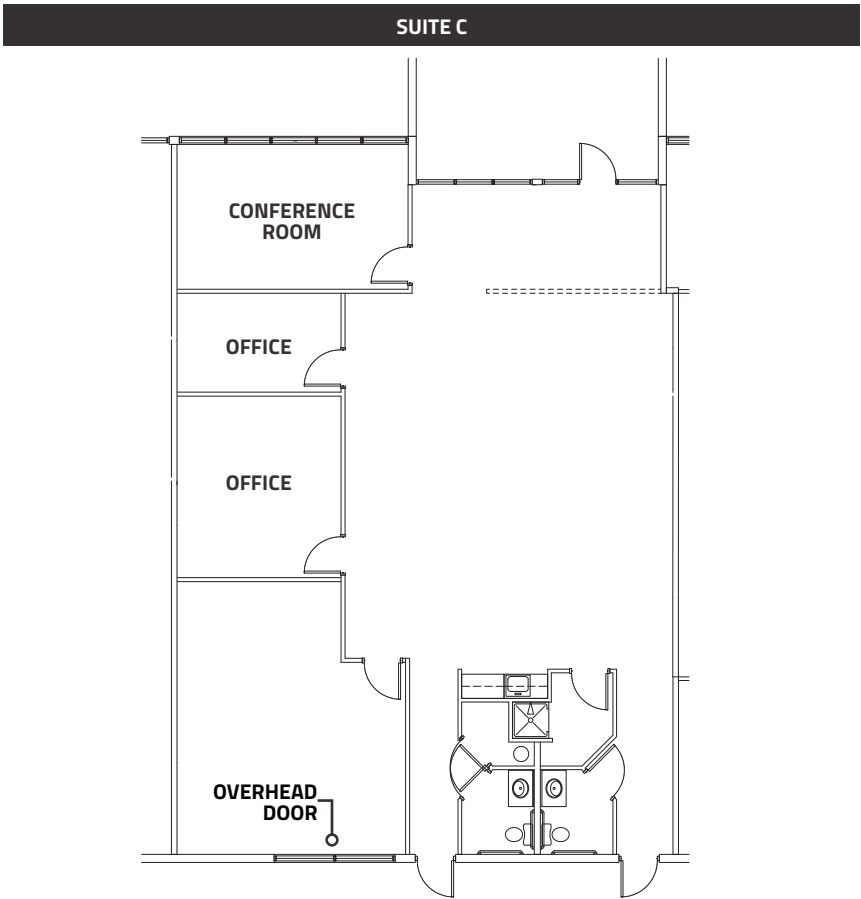 SUITE C
CONFERENCE
ROOM
OFFICE
OFFICE
OVERHEAD
DOOR